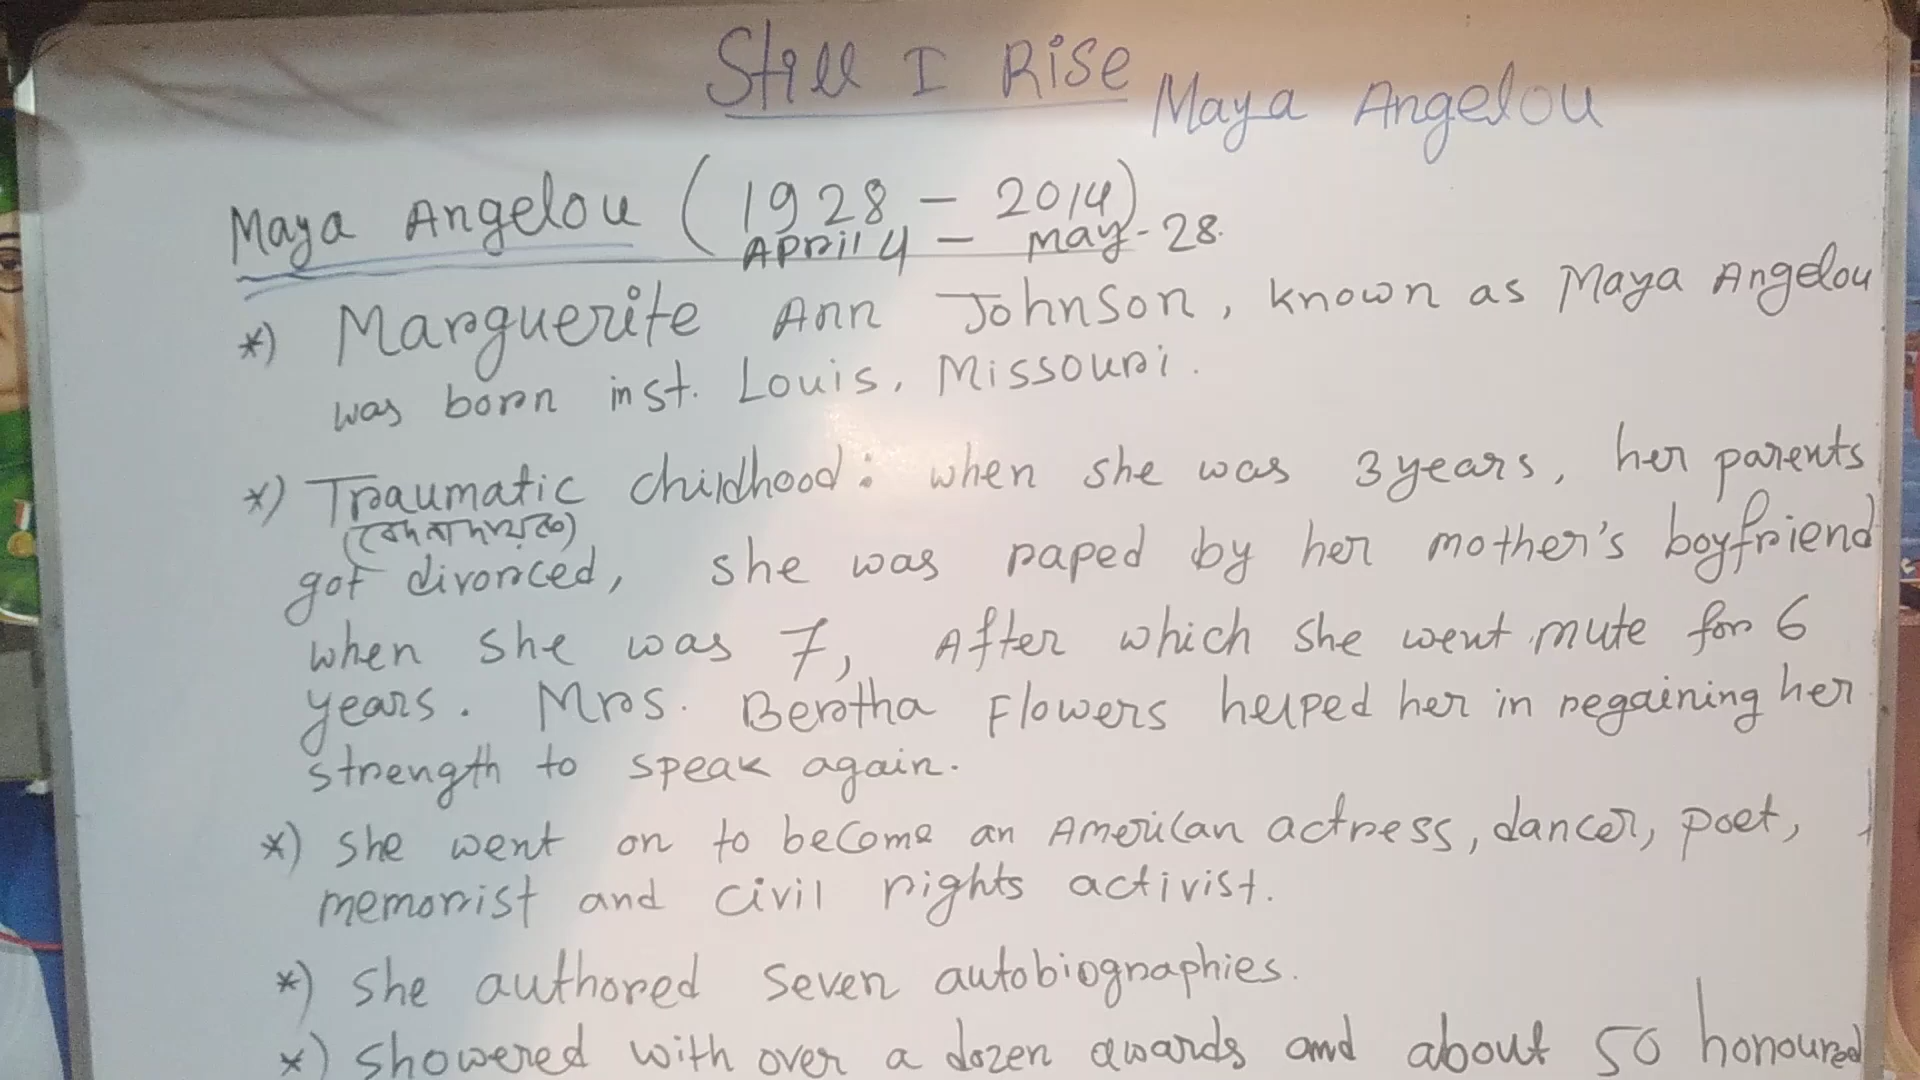 Still I Rise
Maya Angelou
Maya Angelou (1928 - 2014)
April 4 - May-28.
*) Marguerite Ann Johnson, known as Maya Angelou
was born in st. Louis, Missouri.
*) Traumatic childhood: when she was 3 years, her parents
got divorced, she was raped by her mother's boyfriend
when she was 7, After which she went mute for 6
years. Mrs. Bertha Flowers helped her in regaining her
strength to speak again.
*) she went on to become an American actress, dancer, poet,
memorist and civil rights activist.
*) she authored seven autobiographies.
*) showered with over a dozen awards and about 50 honoured